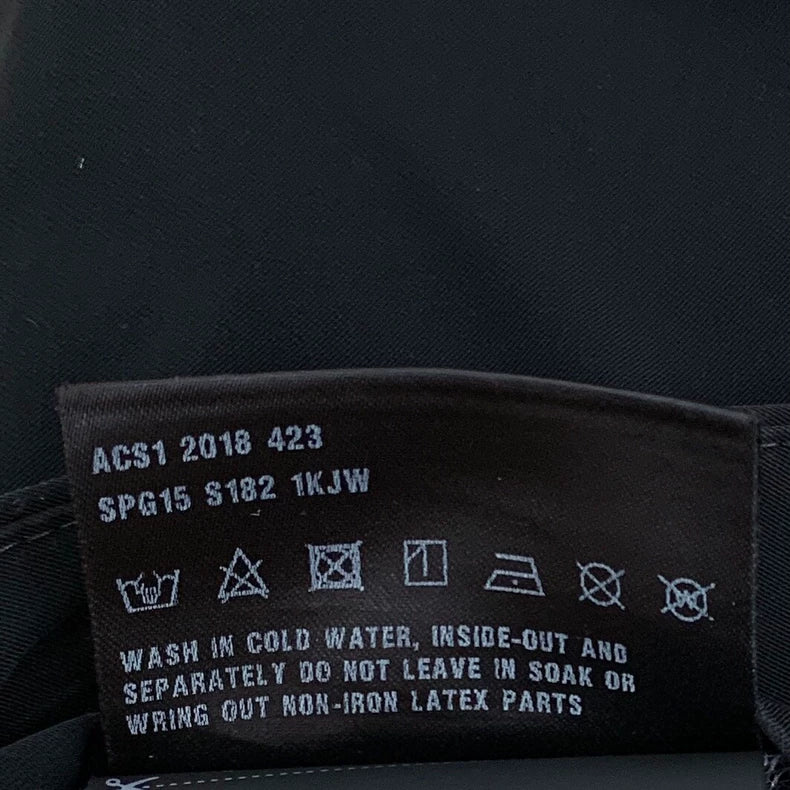 ACS1 2018 423
SPG15 S182 1KJW
WASH IN COLD WATER, INSIDE-OUT AND
SEPARATELY DO NOT LEAVE IN SOAK OR
WRING OUT NON-IRON LATEX PARTS